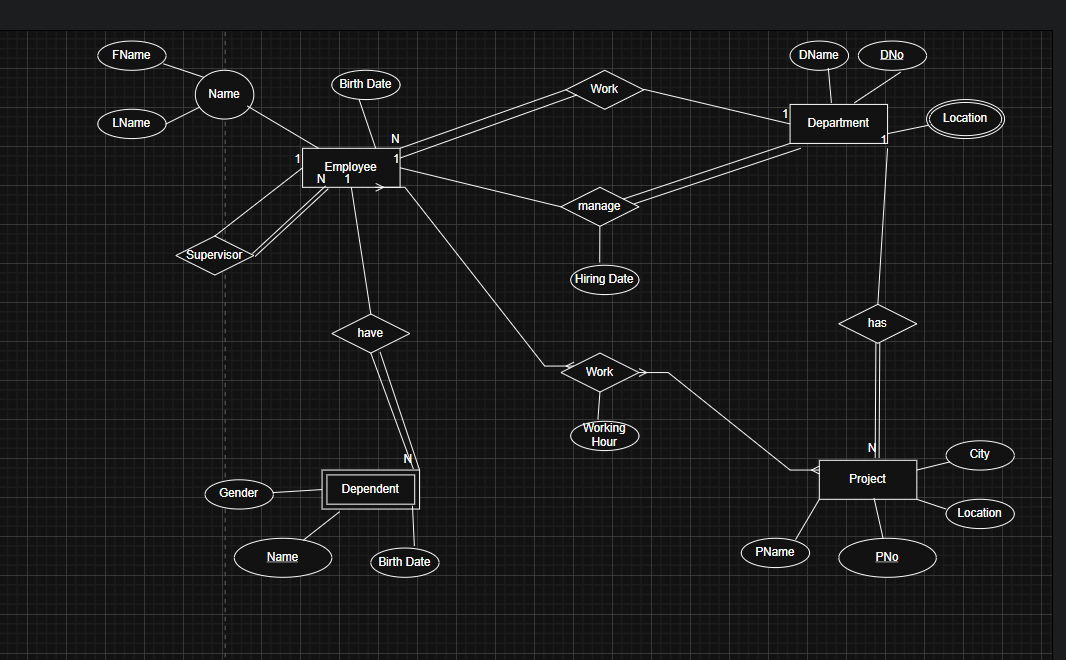 FName
DName
DNo
Name
Birth Date
Work
LName
1
Department
Location
N
1
1
1
Employee
N
1
manage
Supervisor
Hiring Date
have
has
Work
Working
Hour
N
N
City
Project
Dependent
Gender
Location
PName
PNo
Name
Birth Date